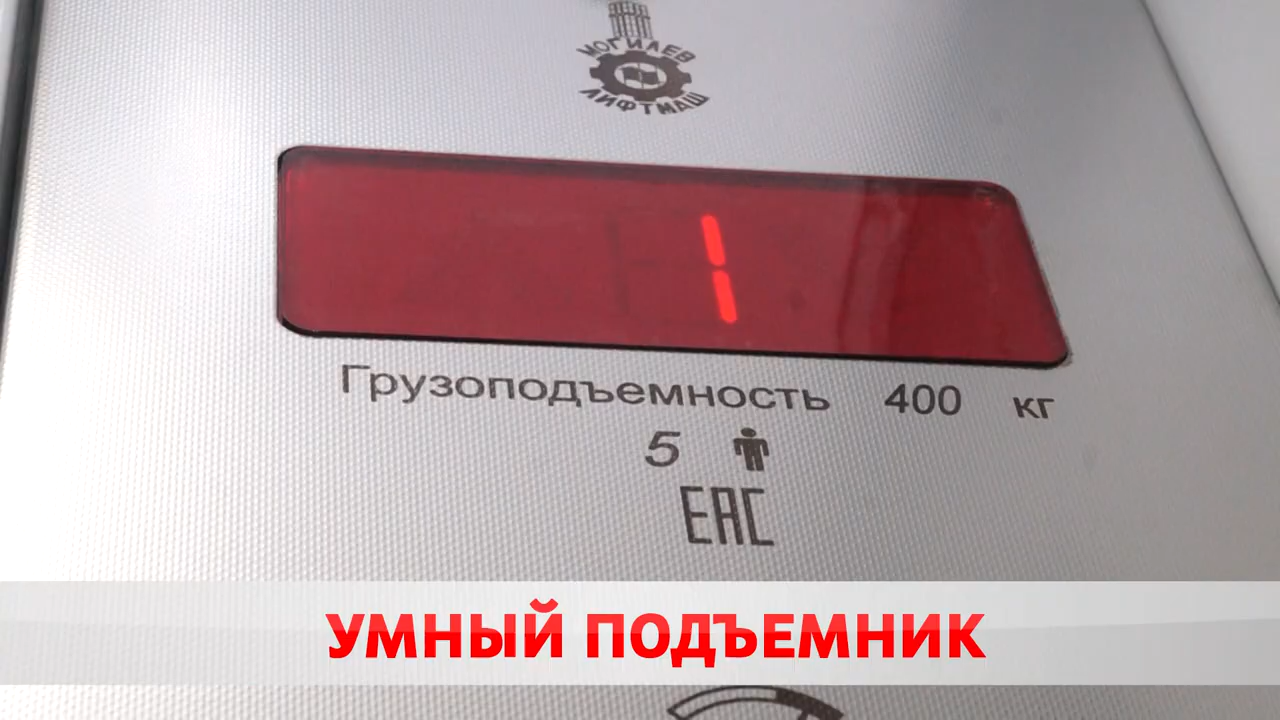 МОГИЛЕВ
ЛИФТМАШ
1
Грузоподъемность 400 кг
5
EAC
УМНЫЙ ПОДЪЕМНИК